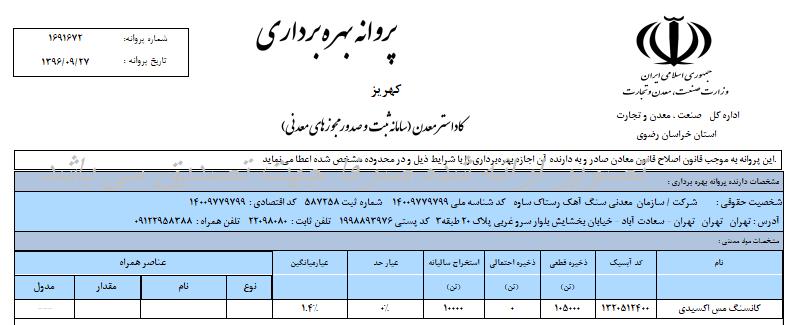 شماره پروانه: ۱۶۹۱۶۷۲
تاریخ پروانه : ۱۳۹۶/۰۹/۲۷
پروانه بهره برداری
کهریز
کاداستر معدن (سامانه ثبت و صدور مجوزهای معدنی)
جمهوری اسلامی ایران
وزارت صنعت، معدن و تجارت
اداره کل صنعت ، معدن و تجارت
استان خراسان رضوی
این پروانه به موجب قانون اصلاح قانون معادن صادر و به دارنده آن اجازه بهره‌برداری را با شرایط ذیل و در محدوده مشخص شده اعطا می‌نماید.
مشخصات دارنده پروانه بهره برداری :
شخصیت حقوقی : شرکت / سازمان معدنی سنگ آهک رستاک ساوه کد شناسه ملی ۱۴۰۰۹۷۷۹۷۹۹ شماره ثبت ۵۸۷۲۵۸ کد اقتصادی : ۱۴۰۰۹۷۷۹۷۹۹
آدرس : تهران تهران تهران - سعادت آباد - خیابان بخشایش بلوار سرو غربی پلاک ۲۰ طبقه۳ کد پستی ۱۹۹۸۸۹۳۹۷۶ تلفن ثابت : ۲۲۰۹۸۰۸۰ تلفن همراه : ۰۹۱۲۲۹۵۸۳۸۸
مشخصات مواد معدنی :
نام کد آیسیک ذخیره قطعی (تن) ذخیره احتمالی (تن) استخراج سالیانه (تن) عیار حد عیارمیانگین عناصر همراه
نوع نام مقدار مدول
کانسنگ مس اکسیدی ۱۳۲۰۵۱۲۴۰۰ ۱۰۵۰۰۰ ۰ ۱۰۰۰۰ ۰% ۱.۴% ----